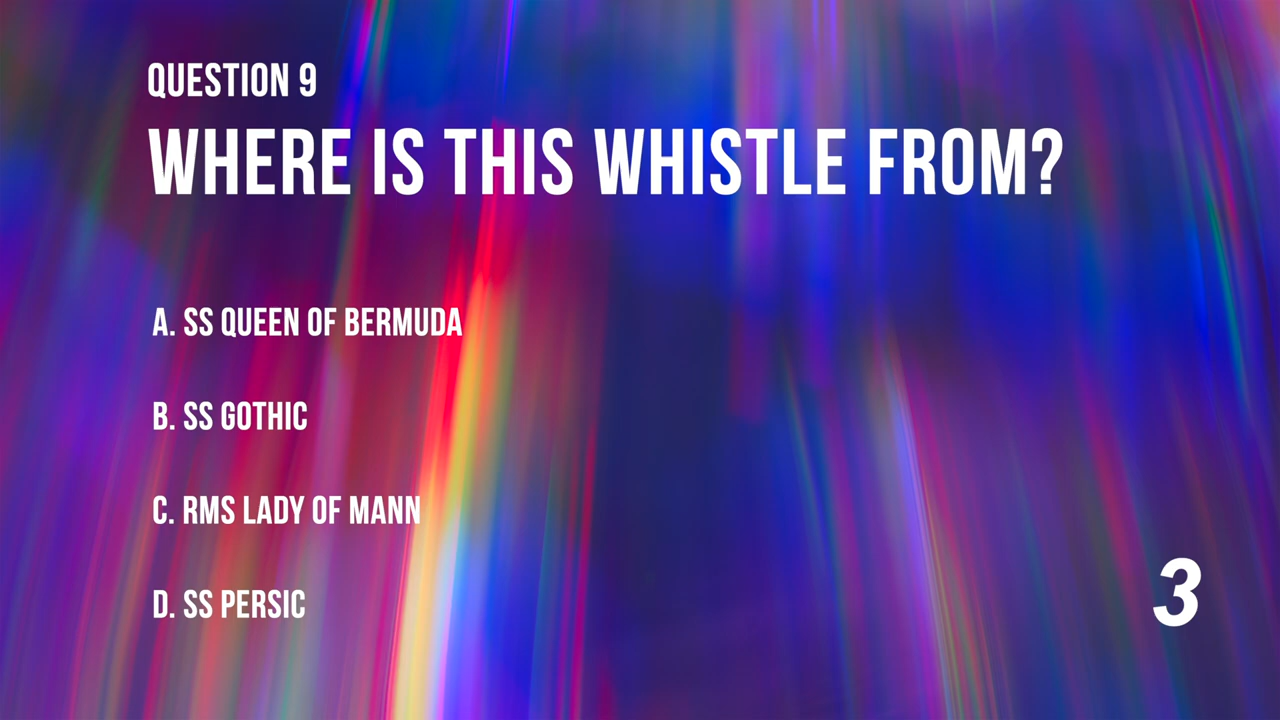 QUESTION 9
WHERE IS THIS WHISTLE FROM?
A. SS QUEEN OF BERMUDA
B. SS GOTHIC
C. RMS LADY OF MANN
D. SS PERSIC
3